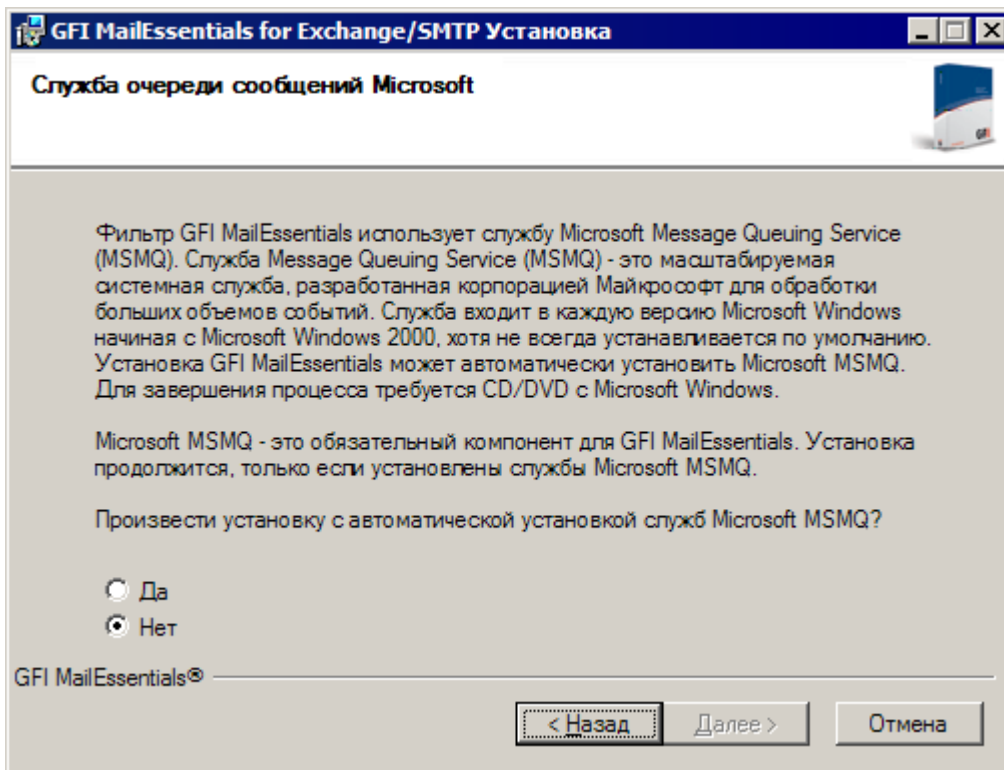 GFI MailEssentials for Exchange/SMTP Установка
Служба очереди сообщений Microsoft
GFI
Фильтр GFI MailEssentials использует службу Microsoft Message Queuing Service
(MSMQ). Служба Message Queuing Service (MSMQ) - это масштабируемая
системная служба, разработанная корпорацией Майкрософт для обработки
больших объемов событий. Служба входит в каждую версию Microsoft Windows
начиная с Microsoft Windows 2000, хотя не всегда устанавливается по умолчанию.
Установка GFI MailEssentials может автоматически установить Microsoft MSMQ.
Для завершения процесса требуется CD/DVD с Microsoft Windows.
Microsoft MSMQ - это обязательный компонент для GFI MailEssentials. Установка
продолжится, только если установлены службы Microsoft MSMQ.
Произвести установку с автоматической установкой служб Microsoft MSMQ?
Да
Нет
GFI MailEssentials®
< Назад
Далее >
Отмена